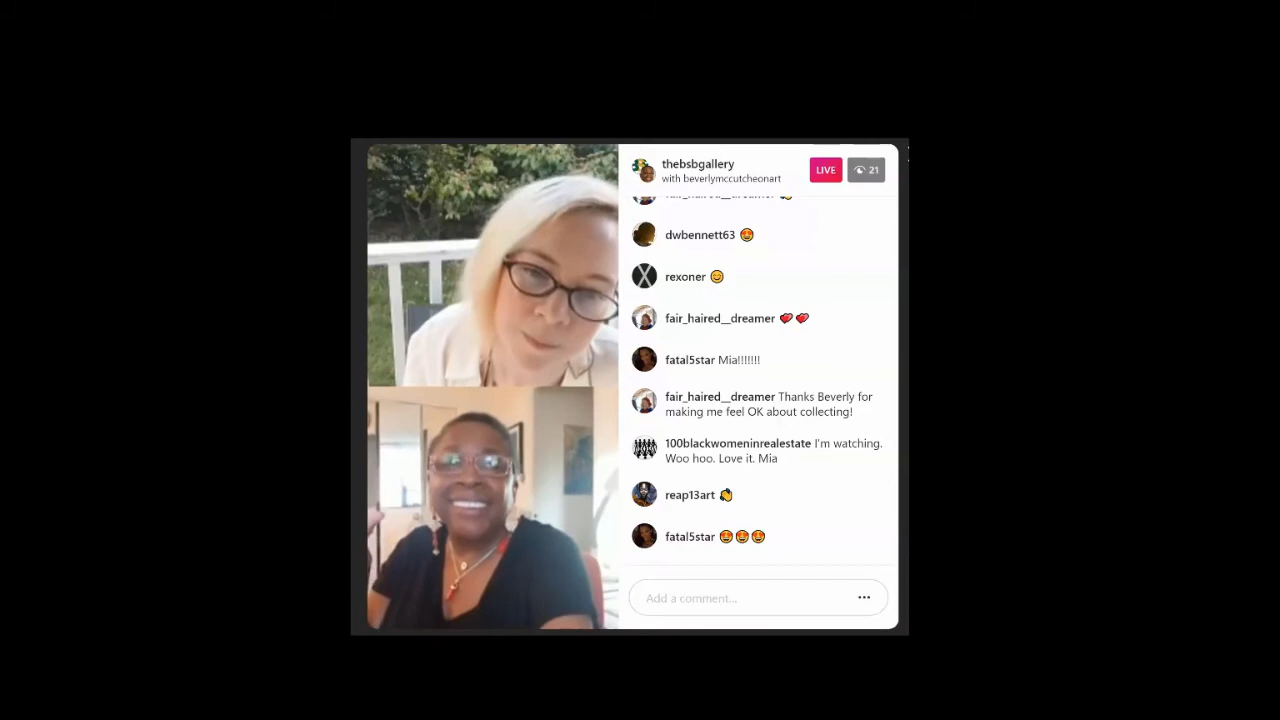 thebsbgallery
with beverlymccutcheonart
LIVE
21
fair_haired__dreamer
dwbennett63
rexoner
fair_haired__dreamer
fatal5star Mia!!!!!!!
fair_haired__dreamer Thanks Beverly for
making me feel OK about collecting!
100blackwomeninrealestate I'm watching.
Woo hoo. Love it. Mia
reap13art
fatal5star
Add a comment...